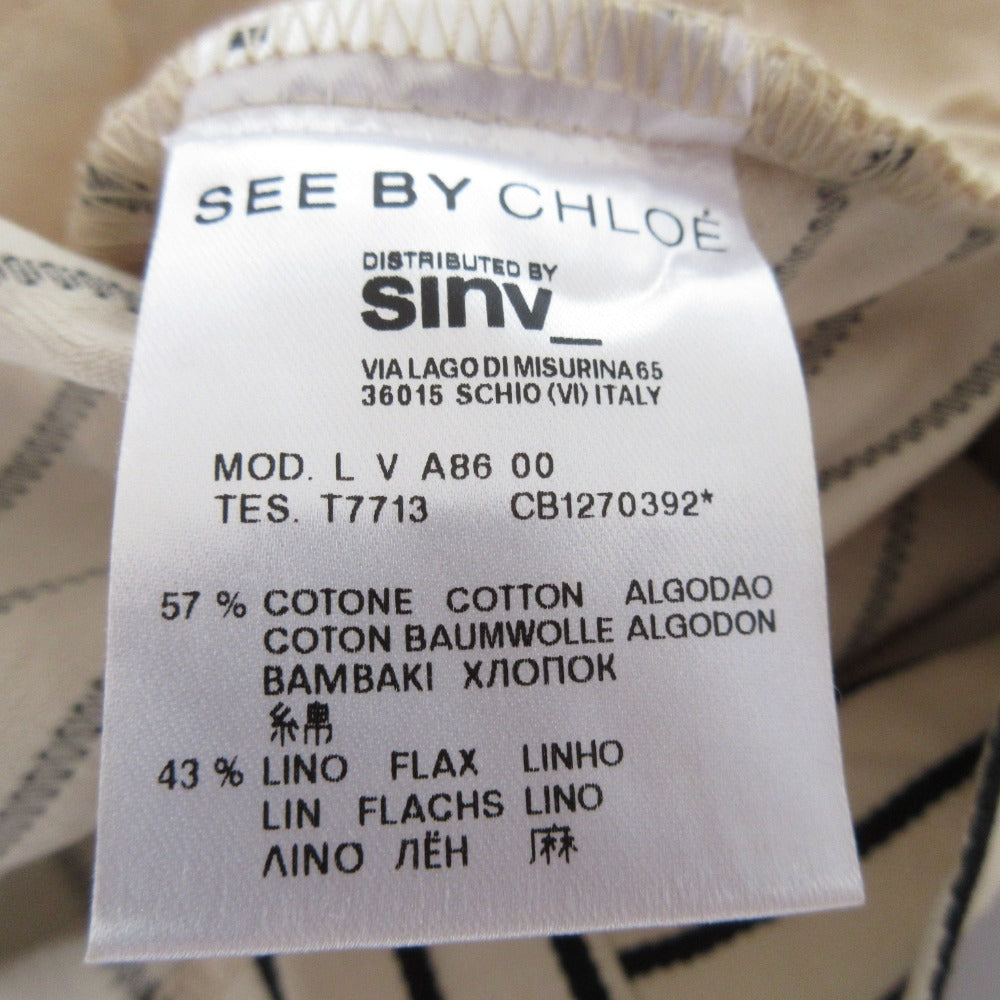 SEE BY CHLOÉ
DISTRIBUTED BY
sinv_
VIA LAGO DI MISURINA 65
36015 SCHIO (VI) ITALY
MOD. L V A86 00
TES. T7713 CB1270392*
57 % COTONE COTTON ALGODAO
COTON BAUMWOLLE ALGODON
BAMBAKI ХЛОПОК
糸帛
43 % LINO FLAX LINHO
LIN FLACHS LINO
ΛΙΝΟ ЛЁН 麻